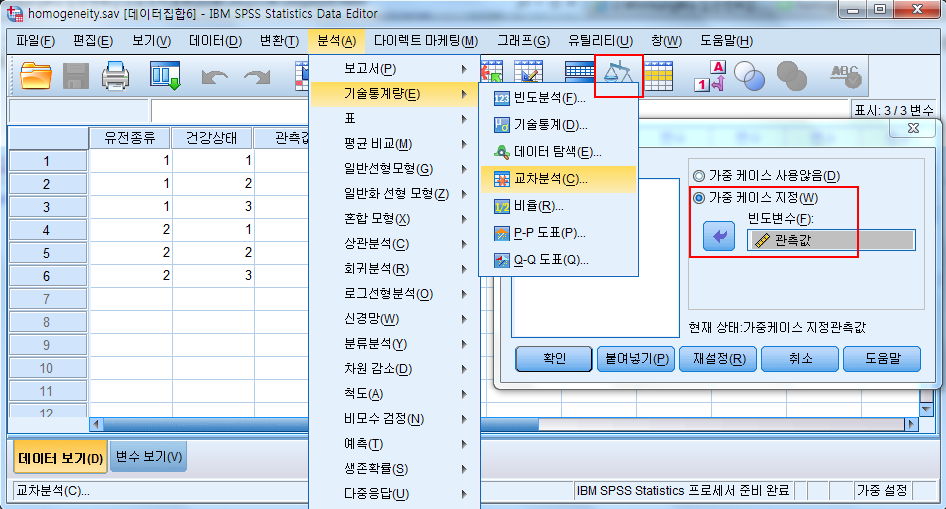 homogeneity.sav [데이터집합6] - IBM SPSS Statistics Data Editor
파일(F) 편집(E) 보기(V) 데이터(D) 변환(T) 분석(A) 다이렉트 마케팅(M) 그래프(G) 유틸리티(U) 창(W) 도움말(H)
A
1
ABC
표시: 3 / 3 변수
유전종류 건강상태 관측값
1 1 1
2 1 2
3 1 3
4 2 1
5 2 2
6 2 3
7
8
9
10
11
12
보고서(P)
기술통계량(E)
표
평균 비교(M)
일반선형모형(G)
일반화 선형 모형(Z)
혼합 모형(X)
상관분석(C)
회귀분석(R)
로그선형분석(O)
신경망(W)
분류분석(Y)
차원 감소(D)
척도(A)
비모수 검정(N)
예측(T)
생존확률(S)
다중응답(U)
123 빈도분석(F)...
기술통계(D)...
데이터 탐색(E)...
교차분석(C)...
1/2 비율(R)...
P-P 도표(P)...
Q-Q 도표(Q)...
가중 케이스 사용않음(D)
가중 케이스 지정(W)
빈도변수(F):
관측값
현재 상태:가중케이스 지정관측값
확인 붙여넣기(P) 재설정(R) 취소 도움말
데이터 보기(D) 변수 보기(V)
교차분석(C)... IBM SPSS Statistics 프로세서 준비 완료 가중 설정